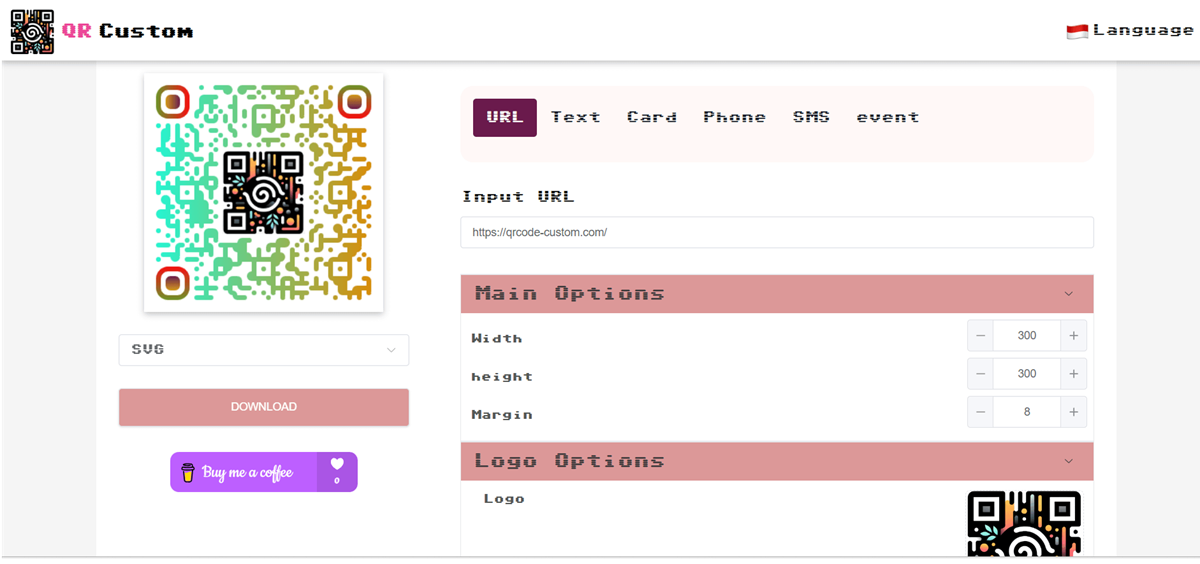 QR Custom
Language
URL Text Card Phone SMS event
Input URL
https://qrcode-custom.com/
Main Options
Width
300
height
300
Margin
8
Logo Options
Logo
SVG
DOWNLOAD
Buy me a coffee
0